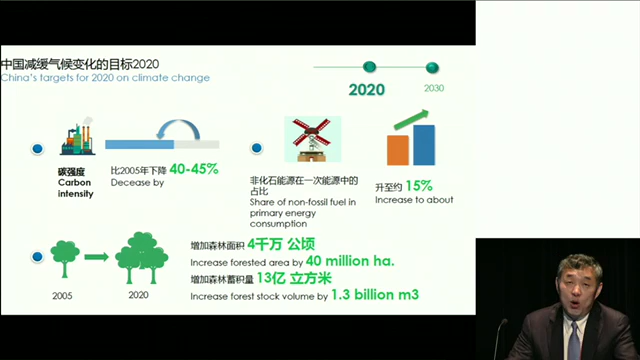 中国减缓气候变化的目标2020
China's targets for 2020 on climate change
2020
2030
碳强度
Carbon
intensity
比2005年下降 40-45%
Decease by
非化石能源在一次能源中的
占比
Share of non-fossil fuel in
primary energy
consumption
升至约 15%
Increase to about
2005
2020
增加森林面积 4千万 公顷
Increase forested area by 40 million ha.
增加森林蓄积量 13亿 立方米
Increase forest stock volume by 1.3 billion m3